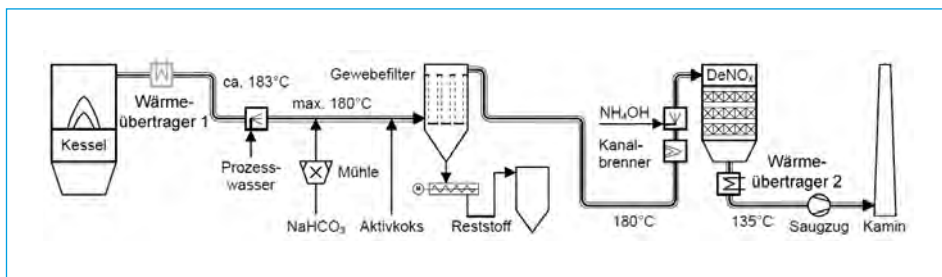 Kessel
Wärme-
übertrager 1
ca. 183°C
Prozess-
wasser
max. 180°C
Mühle
NaHCO₃
Aktivkoks
Gewebefilter
Reststoff
NH₄OH
Kanal-
brenner
180°C
DeNOₓ
Wärme-
übertrager 2
135°C
Saugzug
Kamin